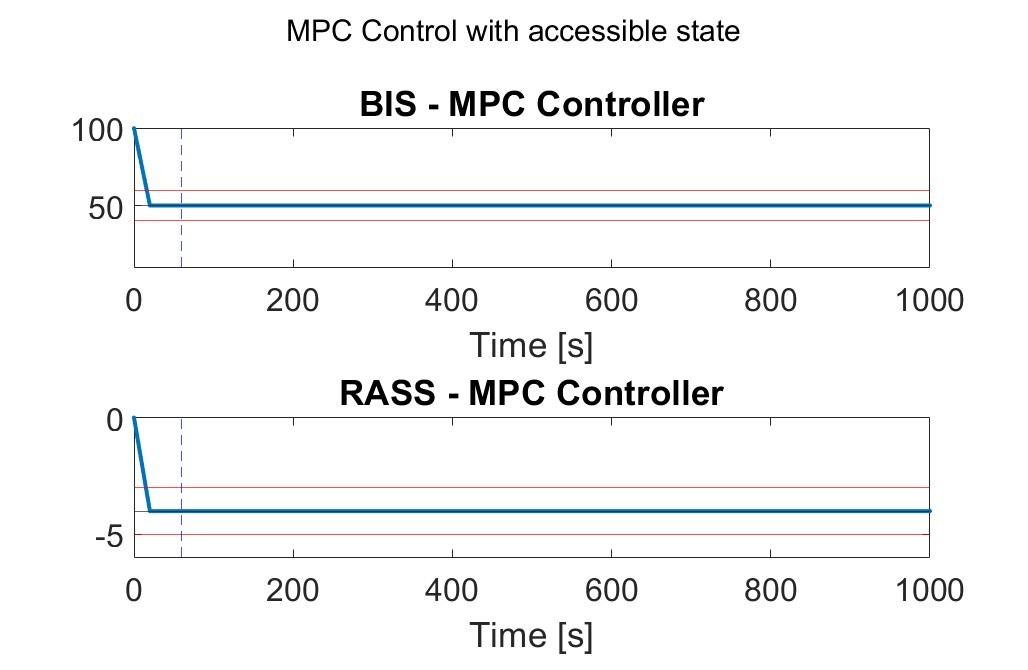 MPC Control with accessible state
BIS - MPC Controller
100
50
0 200 400 600 800 1000
Time [s]
RASS - MPC Controller
0
-5
0 200 400 600 800 1000
Time [s]